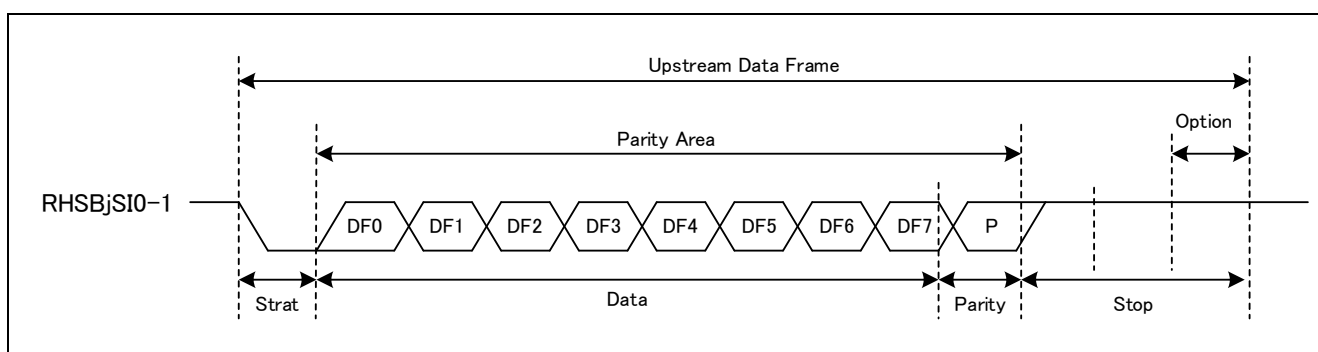 Upstream Data Frame
Option
Parity Area
RHSBjSI0-1
DF0 DF1 DF2 DF3 DF4 DF5 DF6 DF7 P
Strat Data Parity Stop